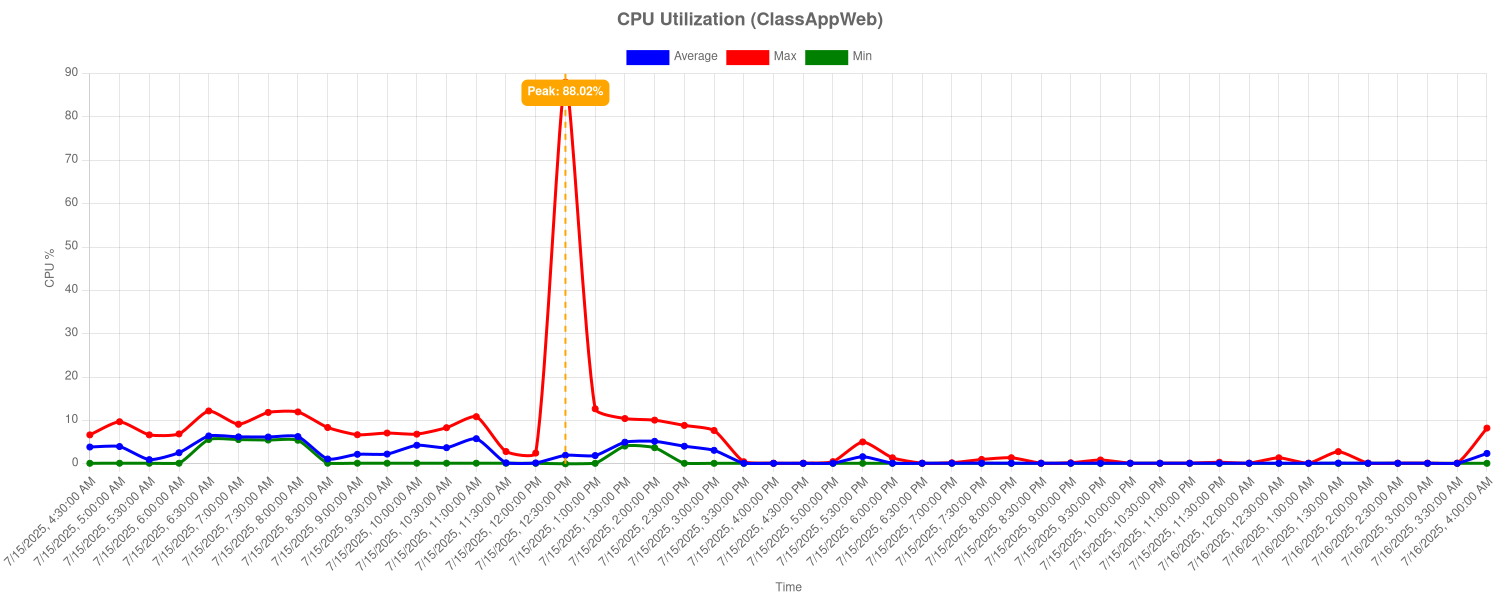 CPU Utilization (ClassAppWeb)
Average Max Min
90
Peak: 88.02%
80
70
60
50
CPU %
40
30
20
10
0
7/15/2025, 4:30:00 AM
7/15/2025, 5:00:00 AM
7/15/2025, 5:30:00 AM
7/15/2025, 6:00:00 AM
7/15/2025, 6:30:00 AM
7/15/2025, 7:00:00 AM
7/15/2025, 7:30:00 AM
7/15/2025, 8:00:00 AM
7/15/2025, 8:30:00 AM
7/15/2025, 9:00:00 AM
7/15/2025, 9:30:00 AM
7/15/2025, 10:00:00 AM
7/15/2025, 10:30:00 AM
7/15/2025, 11:00:00 AM
7/15/2025, 11:30:00 AM
7/15/2025, 12:00:00 PM
7/15/2025, 12:30:00 PM
7/15/2025, 1:00:00 PM
7/15/2025, 1:30:00 PM
7/15/2025, 2:00:00 PM
7/15/2025, 2:30:00 PM
7/15/2025, 3:00:00 PM
7/15/2025, 3:30:00 PM
7/15/2025, 4:00:00 PM
7/15/2025, 4:30:00 PM
7/15/2025, 5:00:00 PM
7/15/2025, 5:30:00 PM
7/15/2025, 6:00:00 PM
7/15/2025, 6:30:00 PM
7/15/2025, 7:00:00 PM
7/15/2025, 7:30:00 PM
7/15/2025, 8:00:00 PM
7/15/2025, 8:30:00 PM
7/15/2025, 9:00:00 PM
7/15/2025, 9:30:00 PM
7/15/2025, 10:00:00 PM
7/15/2025, 10:30:00 PM
7/15/2025, 11:00:00 PM
7/15/2025, 11:30:00 PM
7/16/2025, 12:00:00 AM
7/16/2025, 12:30:00 AM
7/16/2025, 1:00:00 AM
7/16/2025, 1:30:00 AM
7/16/2025, 2:00:00 AM
7/16/2025, 2:30:00 AM
7/16/2025, 3:00:00 AM
7/16/2025, 3:30:00 AM
7/16/2025, 4:00:00 AM
Time